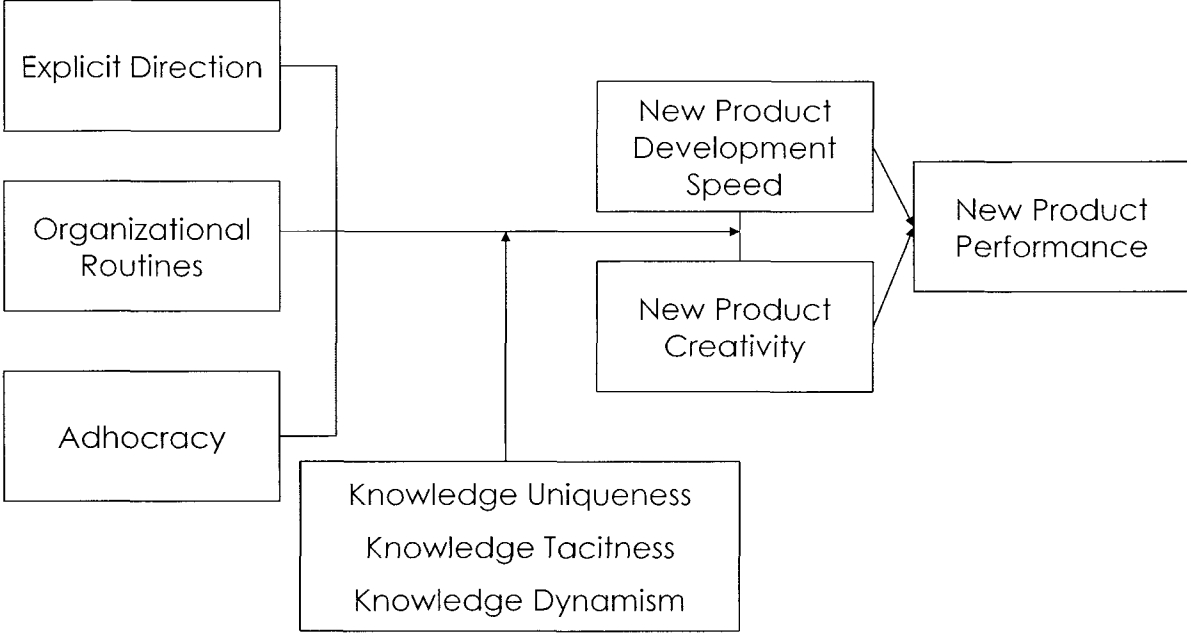 Explicit Direction
Organizational
Routines
Adhocracy
Knowledge Uniqueness
Knowledge Tacitness
Knowledge Dynamism
New Product
Development
Speed
New Product
Creativity
New Product
Performance